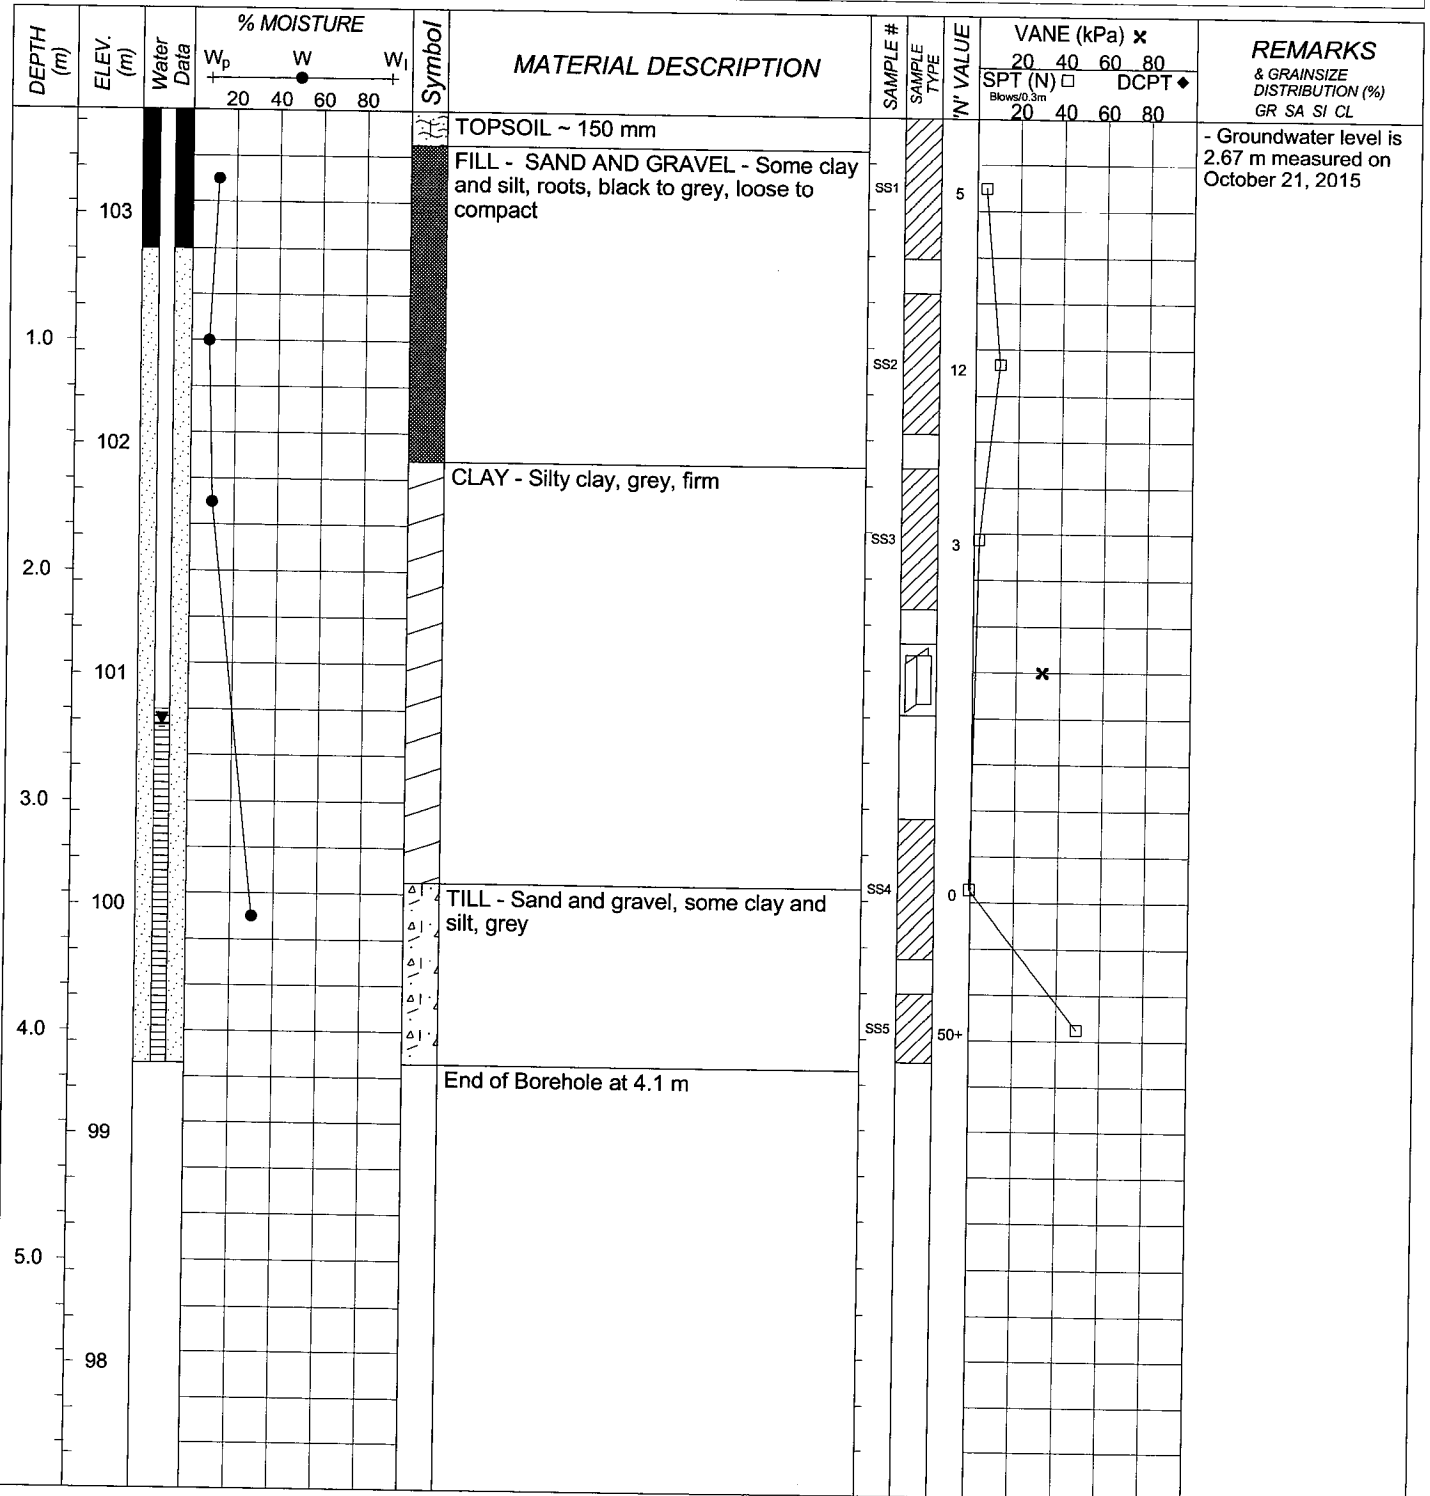 DEPTH (m)
ELEV. (m)
Water Data
% MOISTURE
Wp W Wl
20 40 60 80
Symbol
MATERIAL DESCRIPTION
SAMPLE #
SAMPLE TYPE
'N' VALUE
VANE (kPa) ×
20 40 60 80
SPT (N) □ DCPT ◆
Blows/0.3m
20 40 60 80
REMARKS
& GRAINSIZE
DISTRIBUTION (%)
GR SA SI CL
TOPSOIL ~ 150 mm
- Groundwater level is
2.67 m measured on
October 21, 2015
FILL - SAND AND GRAVEL - Some clay
and silt, roots, black to grey, loose to
compact
SS1
5
103
1.0
SS2
12
102
CLAY - Silty clay, grey, firm
SS3
3
2.0
101
3.0
SS4
0
100
TILL - Sand and gravel, some clay and
silt, grey
4.0
SS5
50+
End of Borehole at 4.1 m
99
5.0
98